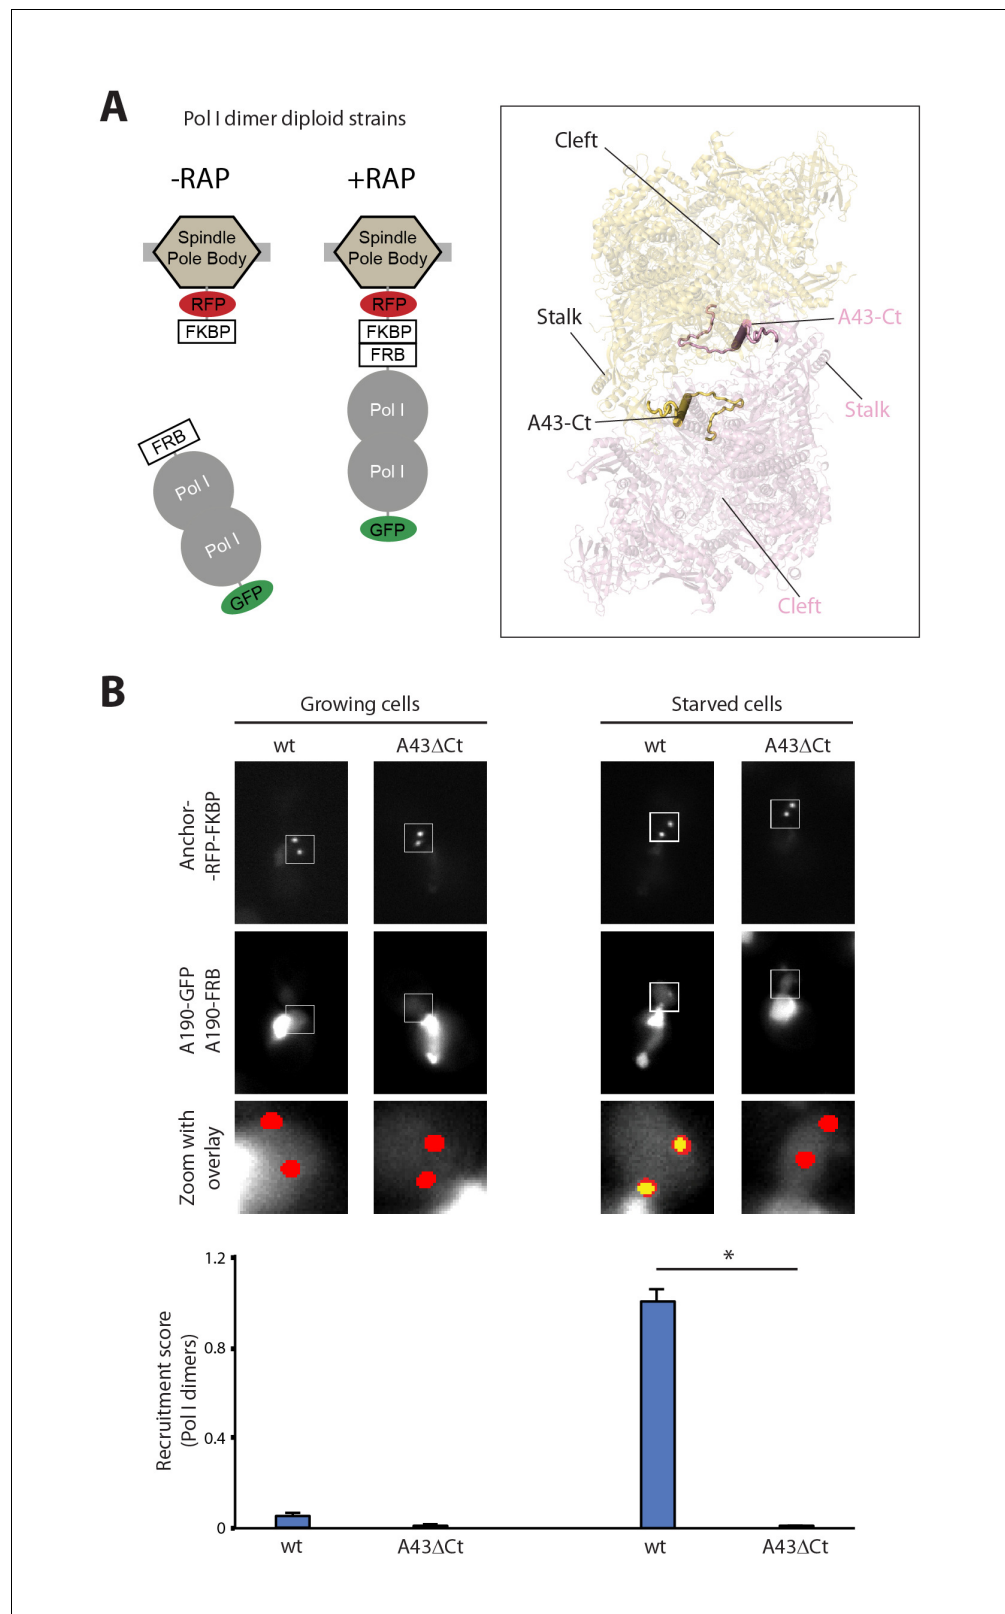 A
Pol I dimer diploid strains
-RAP
+RAP
Spindle
Pole Body
RFP
FKBP
FRB
Pol I
Pol I
GFP
Spindle
Pole Body
RFP
FKBP
FRB
Pol I
Pol I
GFP
Cleft
A43-Ct
Stalk
Stalk
A43-Ct
Cleft
B
Growing cells
Starved cells
wt
A43ΔCt
wt
A43ΔCt
Anchor-
-RFP-FKBP
A190-GFP
A190-FRB
Zoom with
overlay
Recruitment score
(Pol I dimers)
1.2
0.8
0.4
0
*
wt
A43ΔCt
wt
A43ΔCt